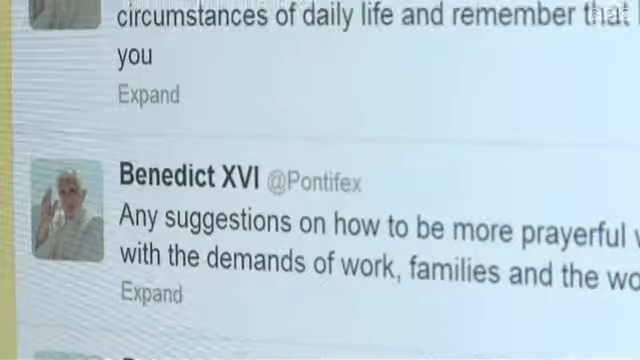 circumstances of daily life and remember that
you
Expand
Benedict XVI @Pontifex
Any suggestions on how to be more prayerful
with the demands of work, families and the
Expand